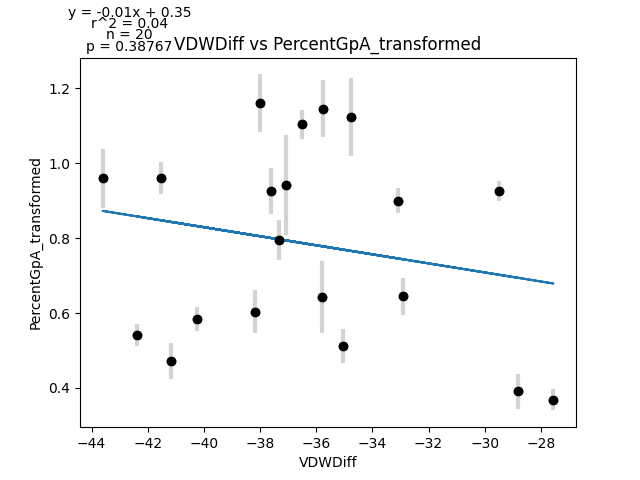 y = -0.01x + 0.35
r^2 = 0.04
n = 20
p = 0.38767
VDWDiff vs PercentGpA_transformed
PercentGpA_transformed
1.2
1.0
0.8
0.6
0.4
−44 −42 −40 −38 −36 −34 −32 −30 −28
VDWDiff